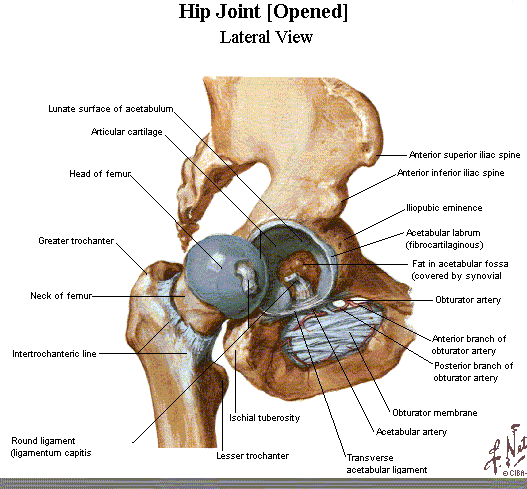 Hip Joint [Opened]
Lateral View
Lunate surface of acetabulum
Articular cartilage
Head of femur
Greater trochanter
Neck of femur
Intertrochanteric line
Round ligament
(ligamentum capitis
Anterior superior iliac spine
Anterior inferior iliac spine
Iliopubic eminence
Acetabular labrum
(fibrocartilaginous)
Fat in acetabular fossa
(covered by synovial
Obturator artery
Anterior branch of
obturator artery
Posterior branch of
obturator artery
Obturator membrane
Acetabular artery
Transverse
acetabular ligament
Ischial tuberosity
Lesser trochanter
© CIBA-